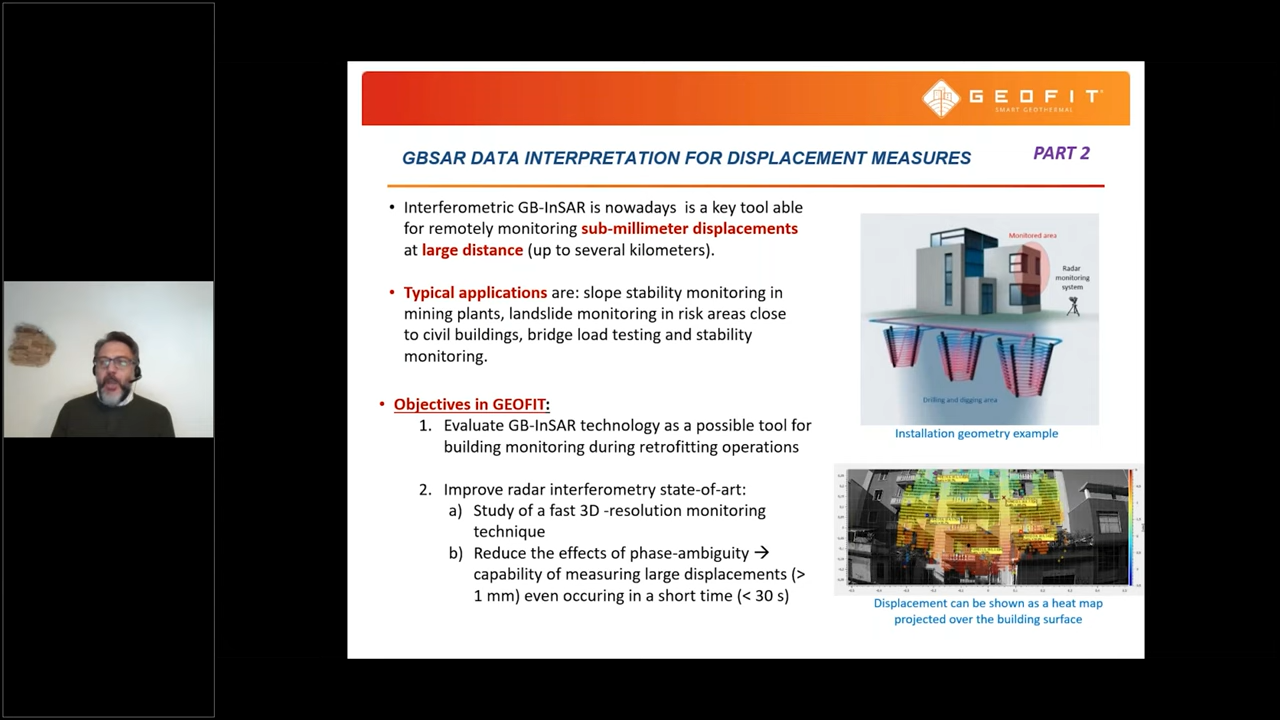 GEOFIT
SMART GEOTHERMAL
GBSAR DATA INTERPRETATION FOR DISPLACEMENT MEASURES
PART 2
• Interferometric GB-InSAR is nowadays is a key tool able
for remotely monitoring sub-millimeter displacements
at large distance (up to several kilometers).
• Typical applications are: slope stability monitoring in
mining plants, landslide monitoring in risk areas close
to civil buildings, bridge load testing and stability
monitoring.
• Objectives in GEOFIT:
1. Evaluate GB-InSAR technology as a possible tool for
building monitoring during retrofitting operations
2. Improve radar interferometry state-of-art:
a) Study of a fast 3D -resolution monitoring
technique
b) Reduce the effects of phase-ambiguity →
capability of measuring large displacements (>
1 mm) even occuring in a short time (< 30 s)
Monitored area
Radar
monitoring
system
Drilling and digging area
Installation geometry example
Displacement can be shown as a heat map
projected over the building surface